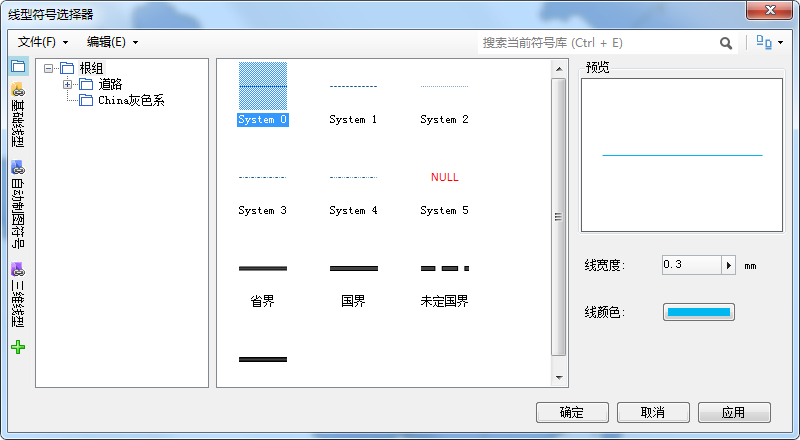 线型符号选择器
文件(F) 编辑(E) 搜索当前符号库 (Ctrl + E)
基础线型
自动制图符号
三维线型
根组
道路
China灰色系
System 0 System 1 System 2
NULL
System 3 System 4 System 5
省界 国界 未定国界
预览
线宽度: 0.3 mm
线颜色:
确定 取消 应用